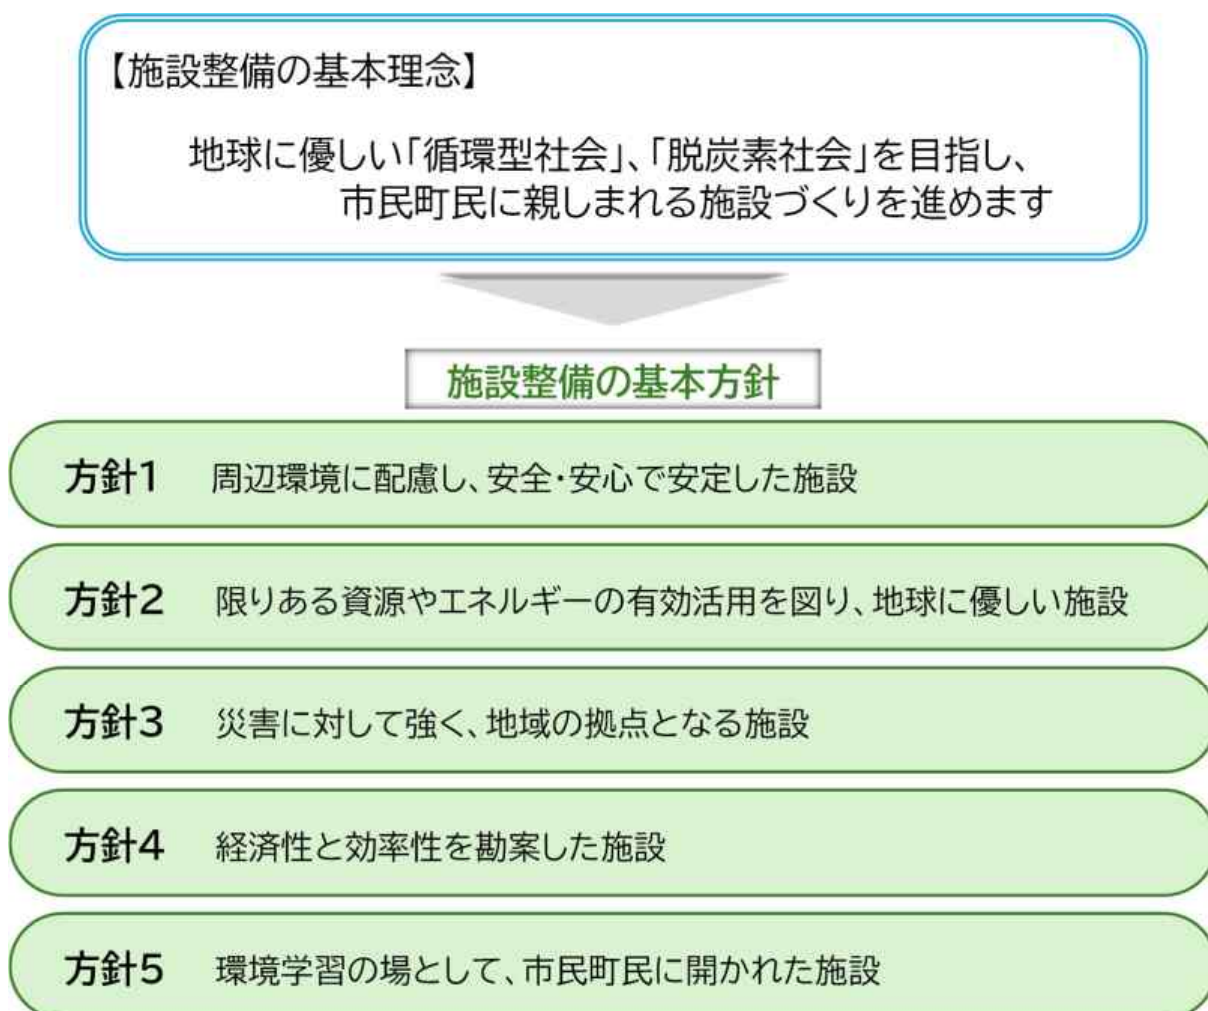 【施設整備の基本理念】
地球に優しい「循環型社会」、「脱炭素社会」を目指し、
市民町民に親しまれる施設づくりを進めます
施設整備の基本方針
方針1 周辺環境に配慮し、安全・安心で安定した施設
方針2 限りある資源やエネルギーの有効活用を図り、地球に優しい施設
方針3 災害に対して強く、地域の拠点となる施設
方針4 経済性と効率性を勘案した施設
方針5 環境学習の場として、市民町民に開かれた施設